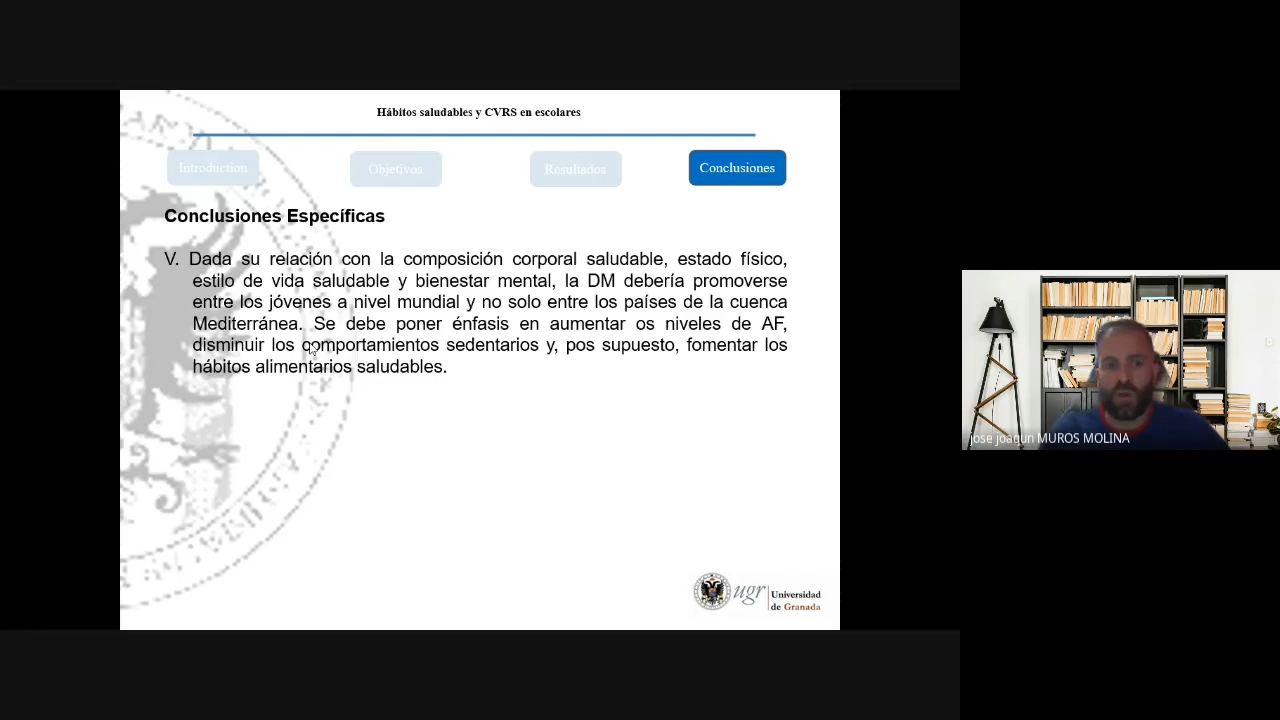 Hábitos saludables y CVRS en escolares
Introduction
Objetivos
Resultados
Conclusiones
Conclusiones Específicas
V. Dada su relación con la composición corporal saludable, estado físico,
estilo de vida saludable y bienestar mental, la DM debería promoverse
entre los jóvenes a nivel mundial y no solo entre los países de la cuenca
Mediterránea. Se debe poner énfasis en aumentar os niveles de AF,
disminuir los comportamientos sedentarios y, pos supuesto, fomentar los
hábitos alimentarios saludables.
ugr
Universidad
de Granada
jose joaqun MUROS MOLINA